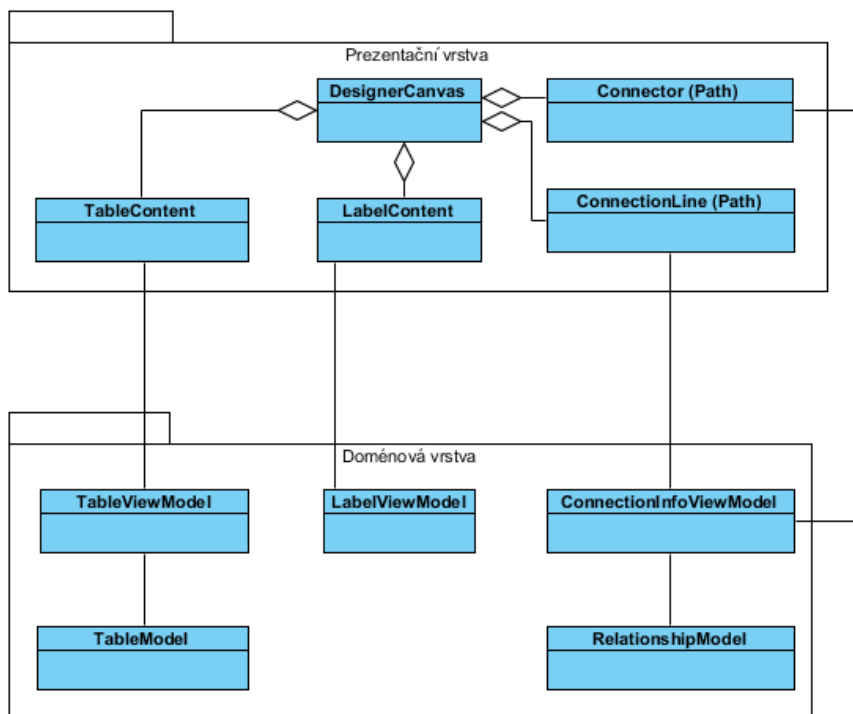 Prezentační vrstva
DesignerCanvas
Connector (Path)
TableContent
LabelContent
ConnectionLine (Path)
Doménová vrstva
TableViewModel
LabelViewModel
ConnectionInfoViewModel
TableModel
RelationshipModel